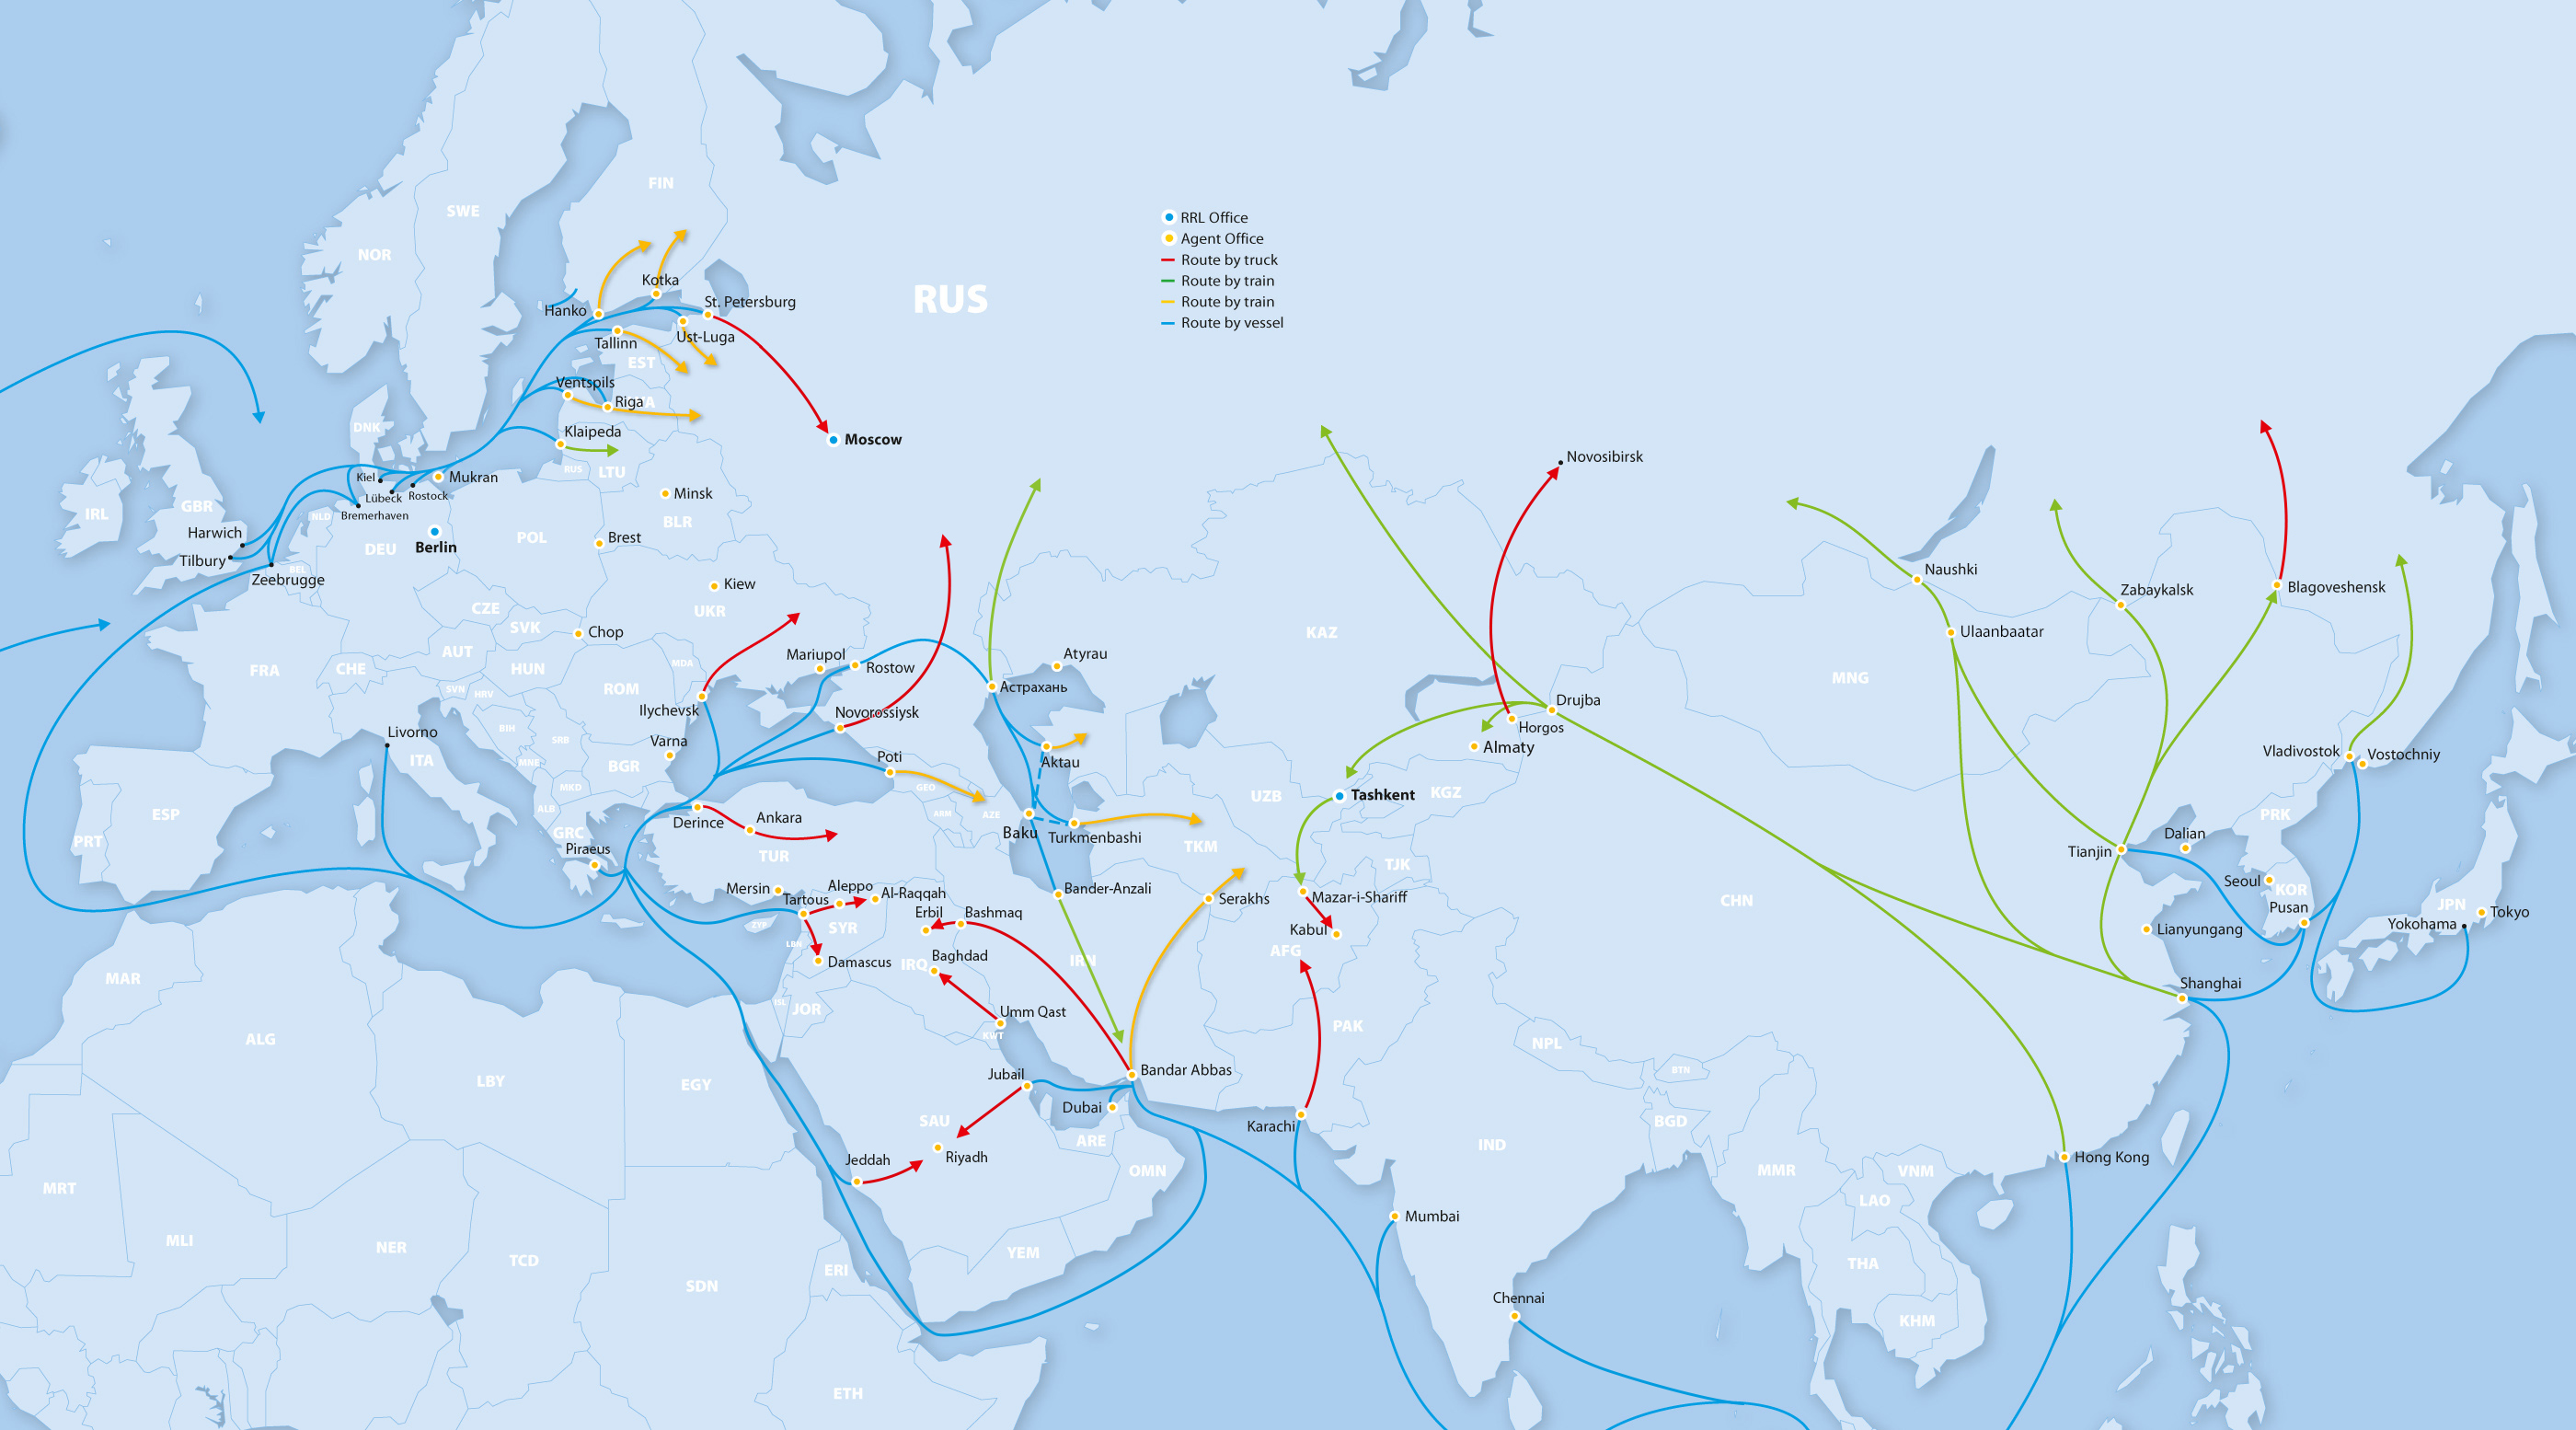 FIN
SWE
NOR
RUS
RRL Office
Agent Office
Route by truck
Route by train
Route by train
Route by vessel
Kotka
Hanko
St. Petersburg
Tallinn
Ust-Luga
EST
Ventspils
Riga
Klaipeda
Moscow
DNK
RUS
LTU
Kiel
Lübeck
Rostock
Mukran
Bremerhaven
Minsk
BLR
Novosibirsk
IRL
GBR
NLD
Harwich
Tilbury
Zeebrugge
BEL
DEU
Berlin
POL
Brest
Kiew
UKR
CZE
SVK
Chop
AUT
HUN
CHE
FRA
MDA
ROM
SVN
HRV
BIH
SRB
MNE
MKD
ALB
BGR
Varna
Ilychevsk
Mariupol
Rostow
Novorossiysk
Астрахань
Atyrau
KAZ
Aktau
Poti
GEO
ARM
AZE
Baku
Turkmenbashi
Livorno
ITA
ESP
PRT
GRC
Piraeus
Derince
Ankara
TUR
Mersin
Tartous
Aleppo
Al-Raqqah
SYR
ZYP
LBN
Damascus
Erbil
Bashmaq
Baghdad
IRQ
IRN
Bander-Anzali
ISL
JOR
Umm Qast
KWT
Jubail
Bandar Abbas
Dubai
ARE
SAU
Riyadh
Jeddah
OMN
YEM
UZB
TKM
Serakhs
Tashkent
KGZ
TJK
Mazar-i-Shariff
Kabul
AFG
PAK
Karachi
Drujba
Horgos
Almaty
MNG
Naushki
Ulaanbaatar
Zabaykalsk
Blagoveshensk
Vladivostok
Vostochniy
PRK
Dalian
Tianjin
Seoul
KOR
Pusan
JPN
Tokyo
Yokohama
Lianyungang
CHN
Shanghai
Hong Kong
NPL
BTN
BGD
IND
Mumbai
Chennai
MMR
VNM
LAO
THA
KHM
MAR
ALG
LBY
EGY
MRT
MLI
NER
TCD
SDN
ERI
ETH